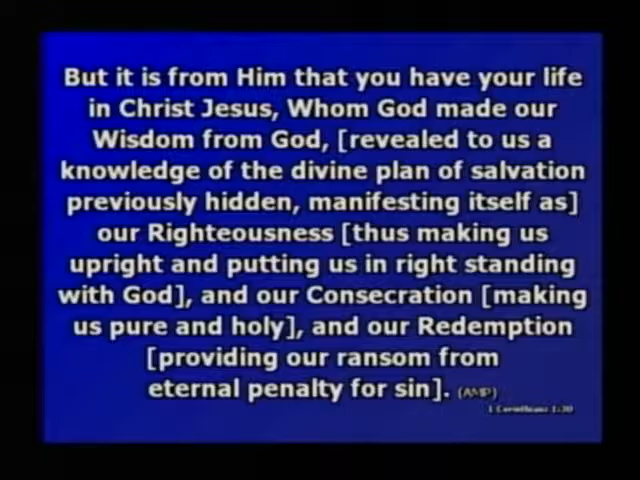 But it is from Him that you have your life
in Christ Jesus, Whom God made our
Wisdom from God, [revealed to us a
knowledge of the divine plan of salvation
previously hidden, manifesting itself as]
our Righteousness [thus making us
upright and putting us in right standing
with God], and our Consecration [making
us pure and holy], and our Redemption
[providing our ransom from
eternal penalty for sin]. (AMP)
1 Corinthians 1:30